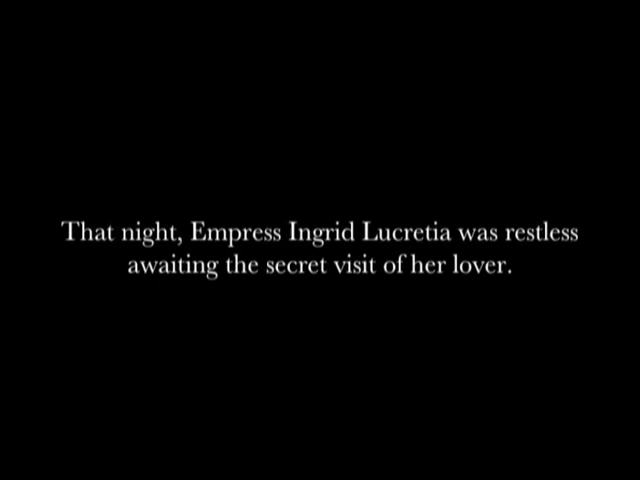 That night, Empress Ingrid Lucretia was restless
awaiting the secret visit of her lover.